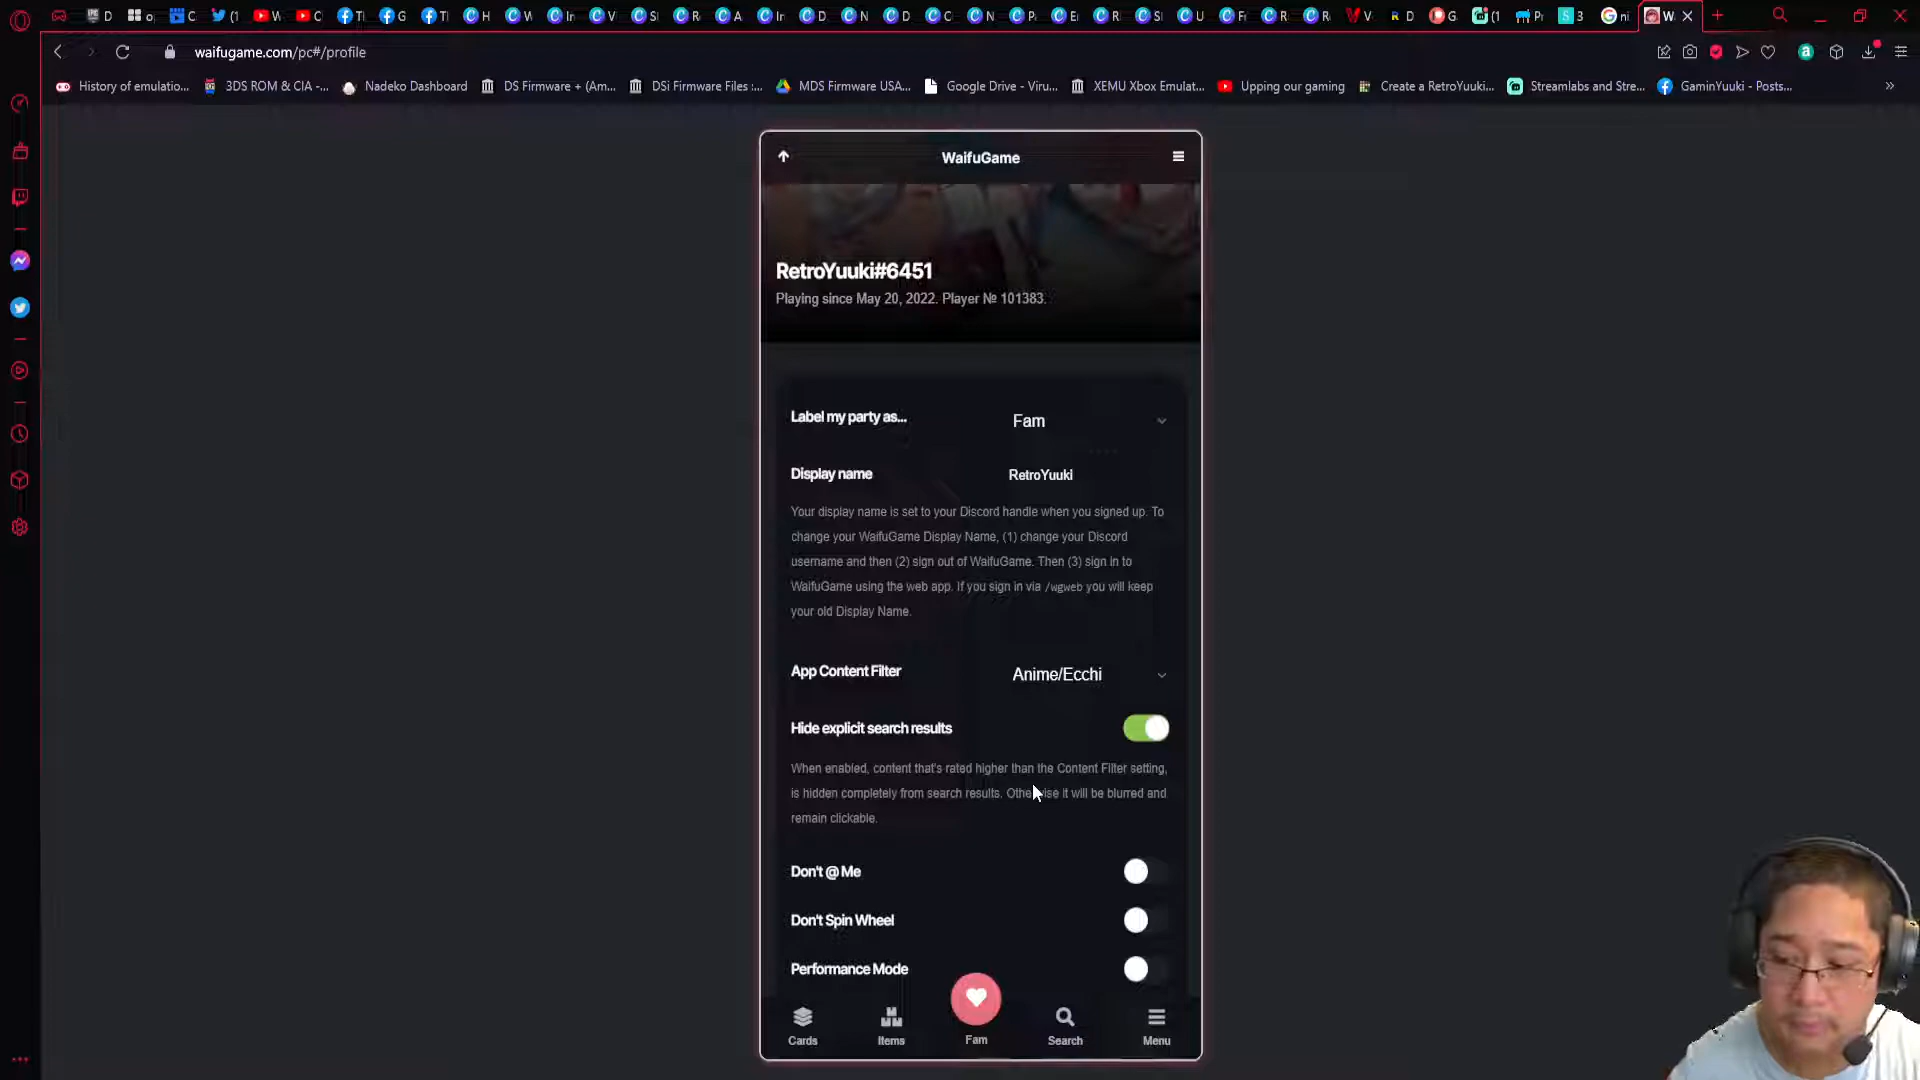 waifugame.com/pc#/profile
History of emulatio...
3DS ROM & CIA -...
Nadeko Dashboard
DS Firmware + (Am...
DSi Firmware Files :...
MDS Firmware USA...
Google Drive - Viru...
XEMU Xbox Emulat...
Upping our gaming
Create a RetroYuuki...
Streamlabs and Stre...
GaminYuuki - Posts...
WaifuGame
RetroYuuki#6451
Playing since May 20, 2022. Player № 101383.
Label my party as... Fam
Display name RetroYuuki
Your display name is set to your Discord handle when you signed up. To
change your WaifuGame Display Name, (1) change your Discord
username and then (2) sign out of WaifuGame. Then (3) sign in to
WaifuGame using the web app. If you sign in via /wgweb you will keep
your old Display Name.
App Content Filter Anime/Ecchi
Hide explicit search results
When enabled, content that's rated higher than the Content Filter setting,
is hidden completely from search results. Otherwise it will be blurred and
remain clickable.
Don't @ Me
Don't Spin Wheel
Performance Mode
Cards
Items
Fam
Search
Menu